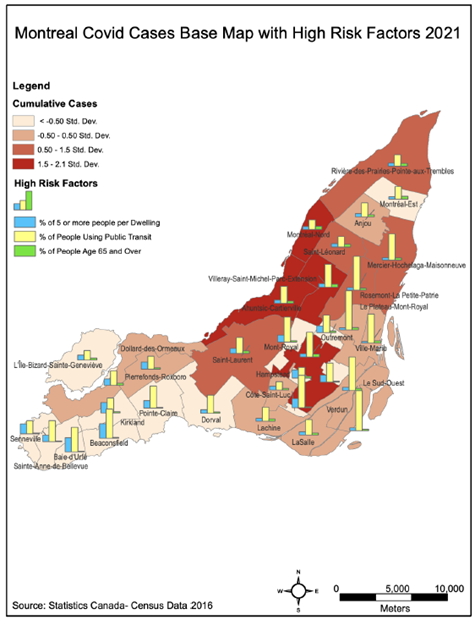 Montreal Covid Cases Base Map with High Risk Factors 2021
Legend
Cumulative Cases
< -0.50 Std. Dev.
-0.50 - 0.50 Std. Dev.
0.50 - 1.5 Std. Dev.
1.5 - 2.1 Std. Dev.
High Risk Factors
% of 5 or more people per Dwelling
% of People Using Public Transit
% of People Age 65 and Over
Rivière-des-Prairies-Pointe-aux-Trembles
Montréal-Est
Anjou
Montréal-Nord
Saint-Léonard
Mercier-Hochelaga-Maisonneuve
Villeray-Saint-Michel-Parc-Extension
Rosemont-La Petite-Patrie
Ahuntsic-Cartierville
Le Plateau-Mont-Royal
Outremont
Mont-Royal
Ville-Marie
Dollard-des-Ormeaux
Saint-Laurent
L'Île-Bizard-Sainte-Geneviève
Pierrefonds-Roxboro
Hampstead
Côte-Saint-Luc
Le Sud-Ouest
Pointe-Claire
Verdun
Kirkland
Dorval
Lachine
LaSalle
Senneville
Beaconsfield
Baie-d'Urfé
Sainte-Anne-de-Bellevue
N
W
E
S
0 5,000 10,000
Meters
Source: Statistics Canada- Census Data 2016